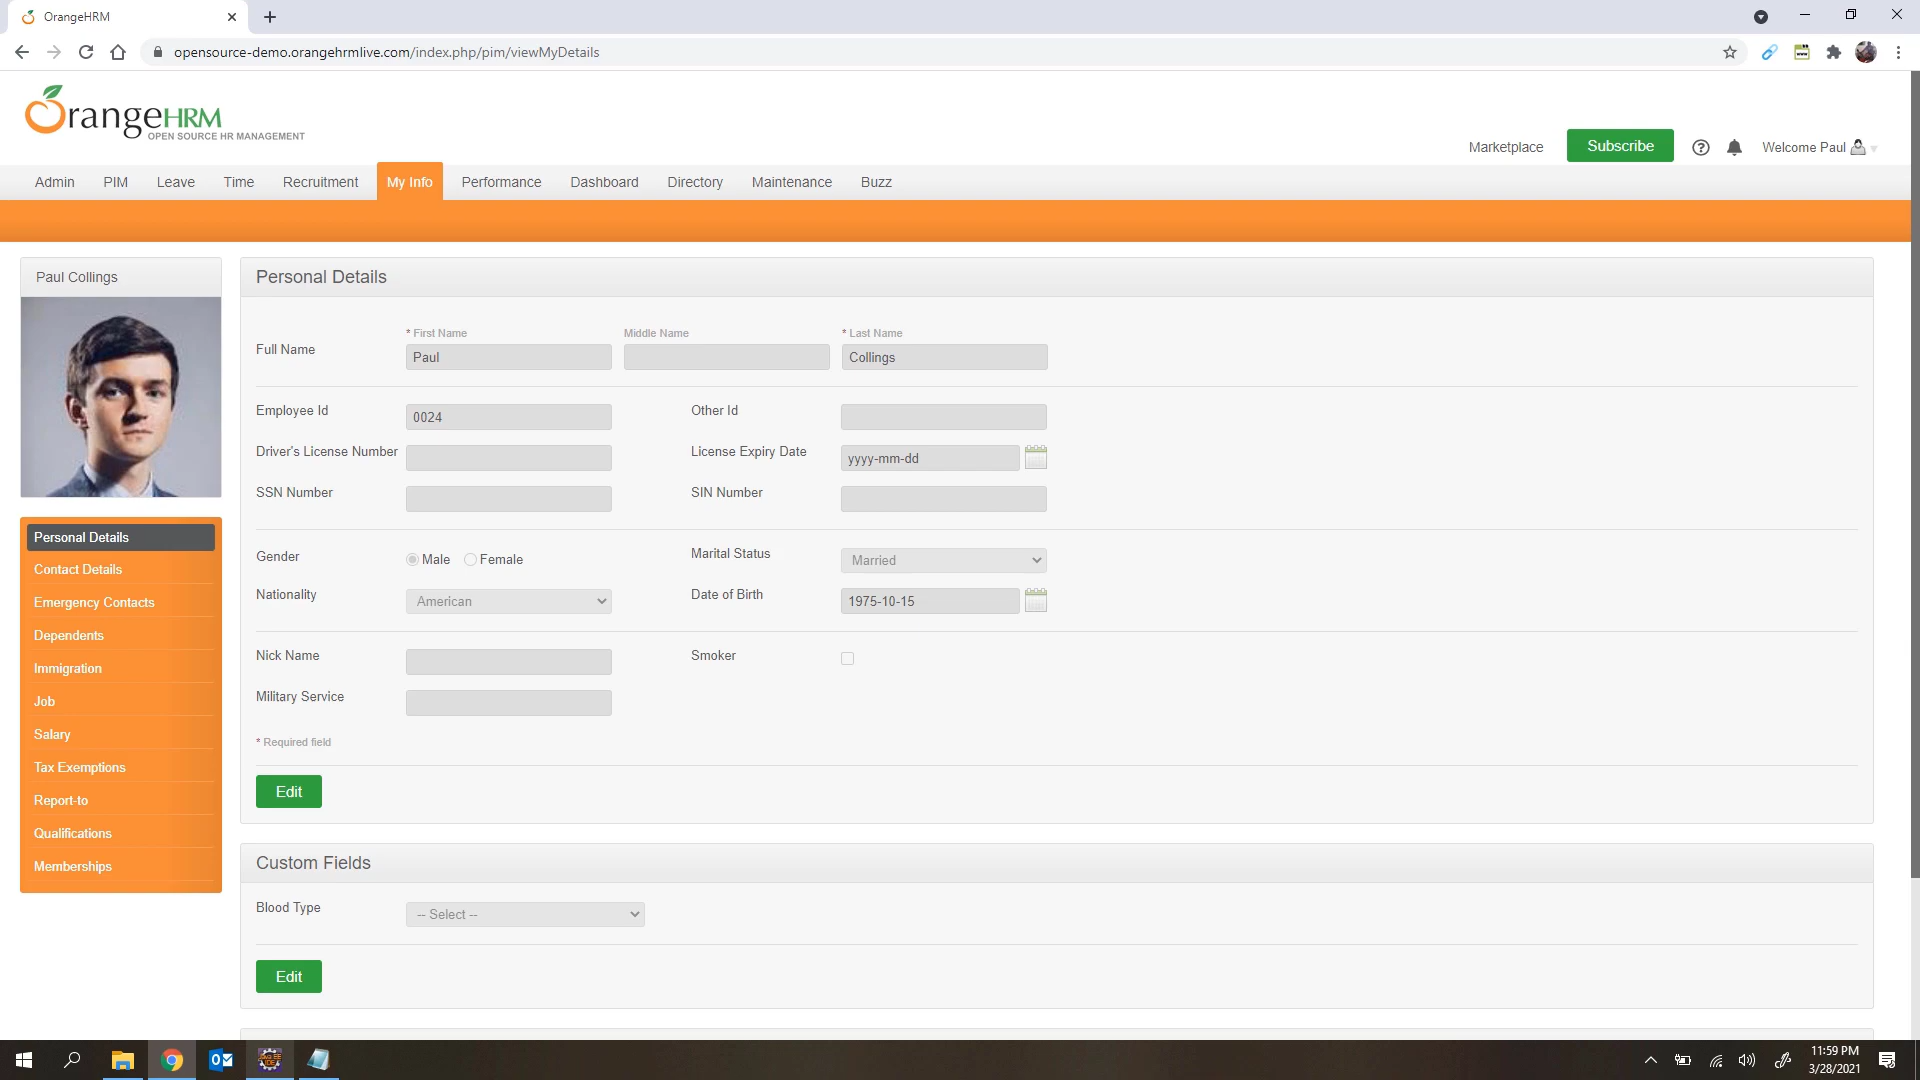 OrangeHRM
opensource-demo.orangehrmlive.com/index.php/pim/viewMyDetails
OrangeHRM
OPEN SOURCE HR MANAGEMENT
Marketplace Subscribe Welcome Paul
Admin PIM Leave Time Recruitment My Info Performance Dashboard Directory Maintenance Buzz
Paul Collings
Personal Details
Contact Details
Emergency Contacts
Dependents
Immigration
Job
Salary
Tax Exemptions
Report-to
Qualifications
Memberships
Personal Details
* First Name Middle Name * Last Name
Full Name Paul Collings
Employee Id 0024 Other Id
Driver's License Number License Expiry Date yyyy-mm-dd
SSN Number SIN Number
Gender Male Female Marital Status Married
Nationality American Date of Birth 1975-10-15
Nick Name Smoker
Military Service
* Required field
Edit
Custom Fields
Blood Type -- Select --
Edit
11:59 PM
3/28/2021